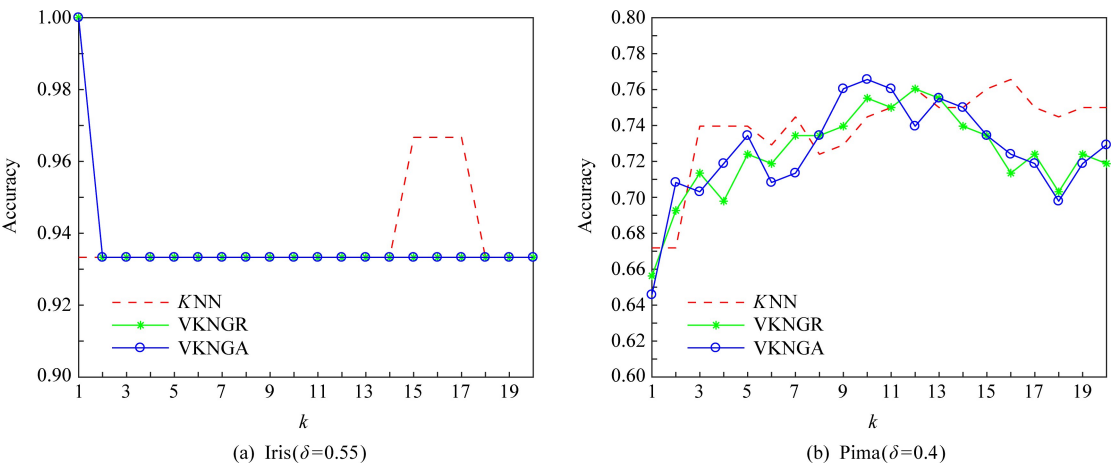 1.00
0.98
0.96
0.94
0.92
0.90
Accuracy
KNN
VKNGR
VKNGA
1 3 5 7 9 11 13 15 17 19
k
(a) Iris(δ=0.55)
0.80
0.78
0.76
0.74
0.72
0.70
0.68
0.66
0.64
0.62
0.60
Accuracy
KNN
VKNGR
VKNGA
1 3 5 7 9 11 13 15 17 19
k
(b) Pima(δ=0.4)